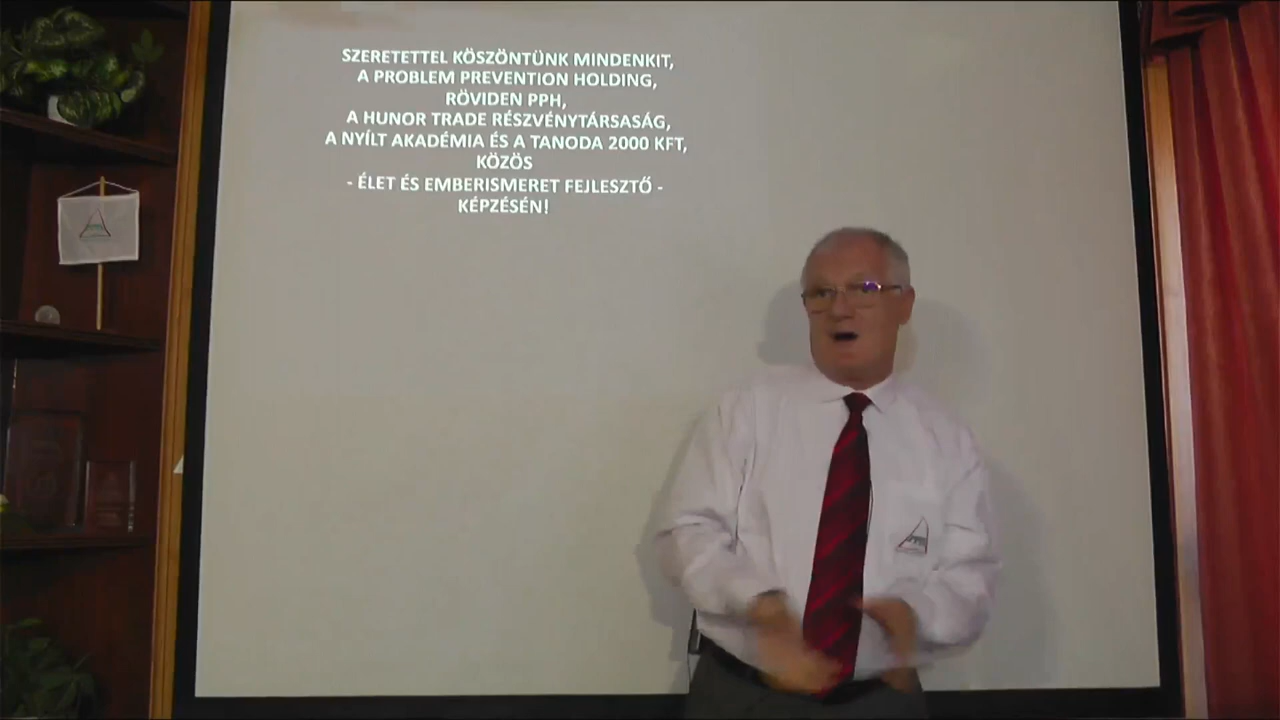 SZERETETTEL KÖSZÖNTÜNK MINDENKIT,
A PROBLEM PREVENTION HOLDING,
RÖVIDEN PPH,
A HUNOR TRADE RÉSZVÉNYTÁRSASÁG,
A NYÍLT AKADÉMIA ÉS A TANODA 2000 KFT,
KÖZÖS
- ÉLET ÉS EMBERISMERET FEJLESZTŐ -
KÉPZÉSÉN!